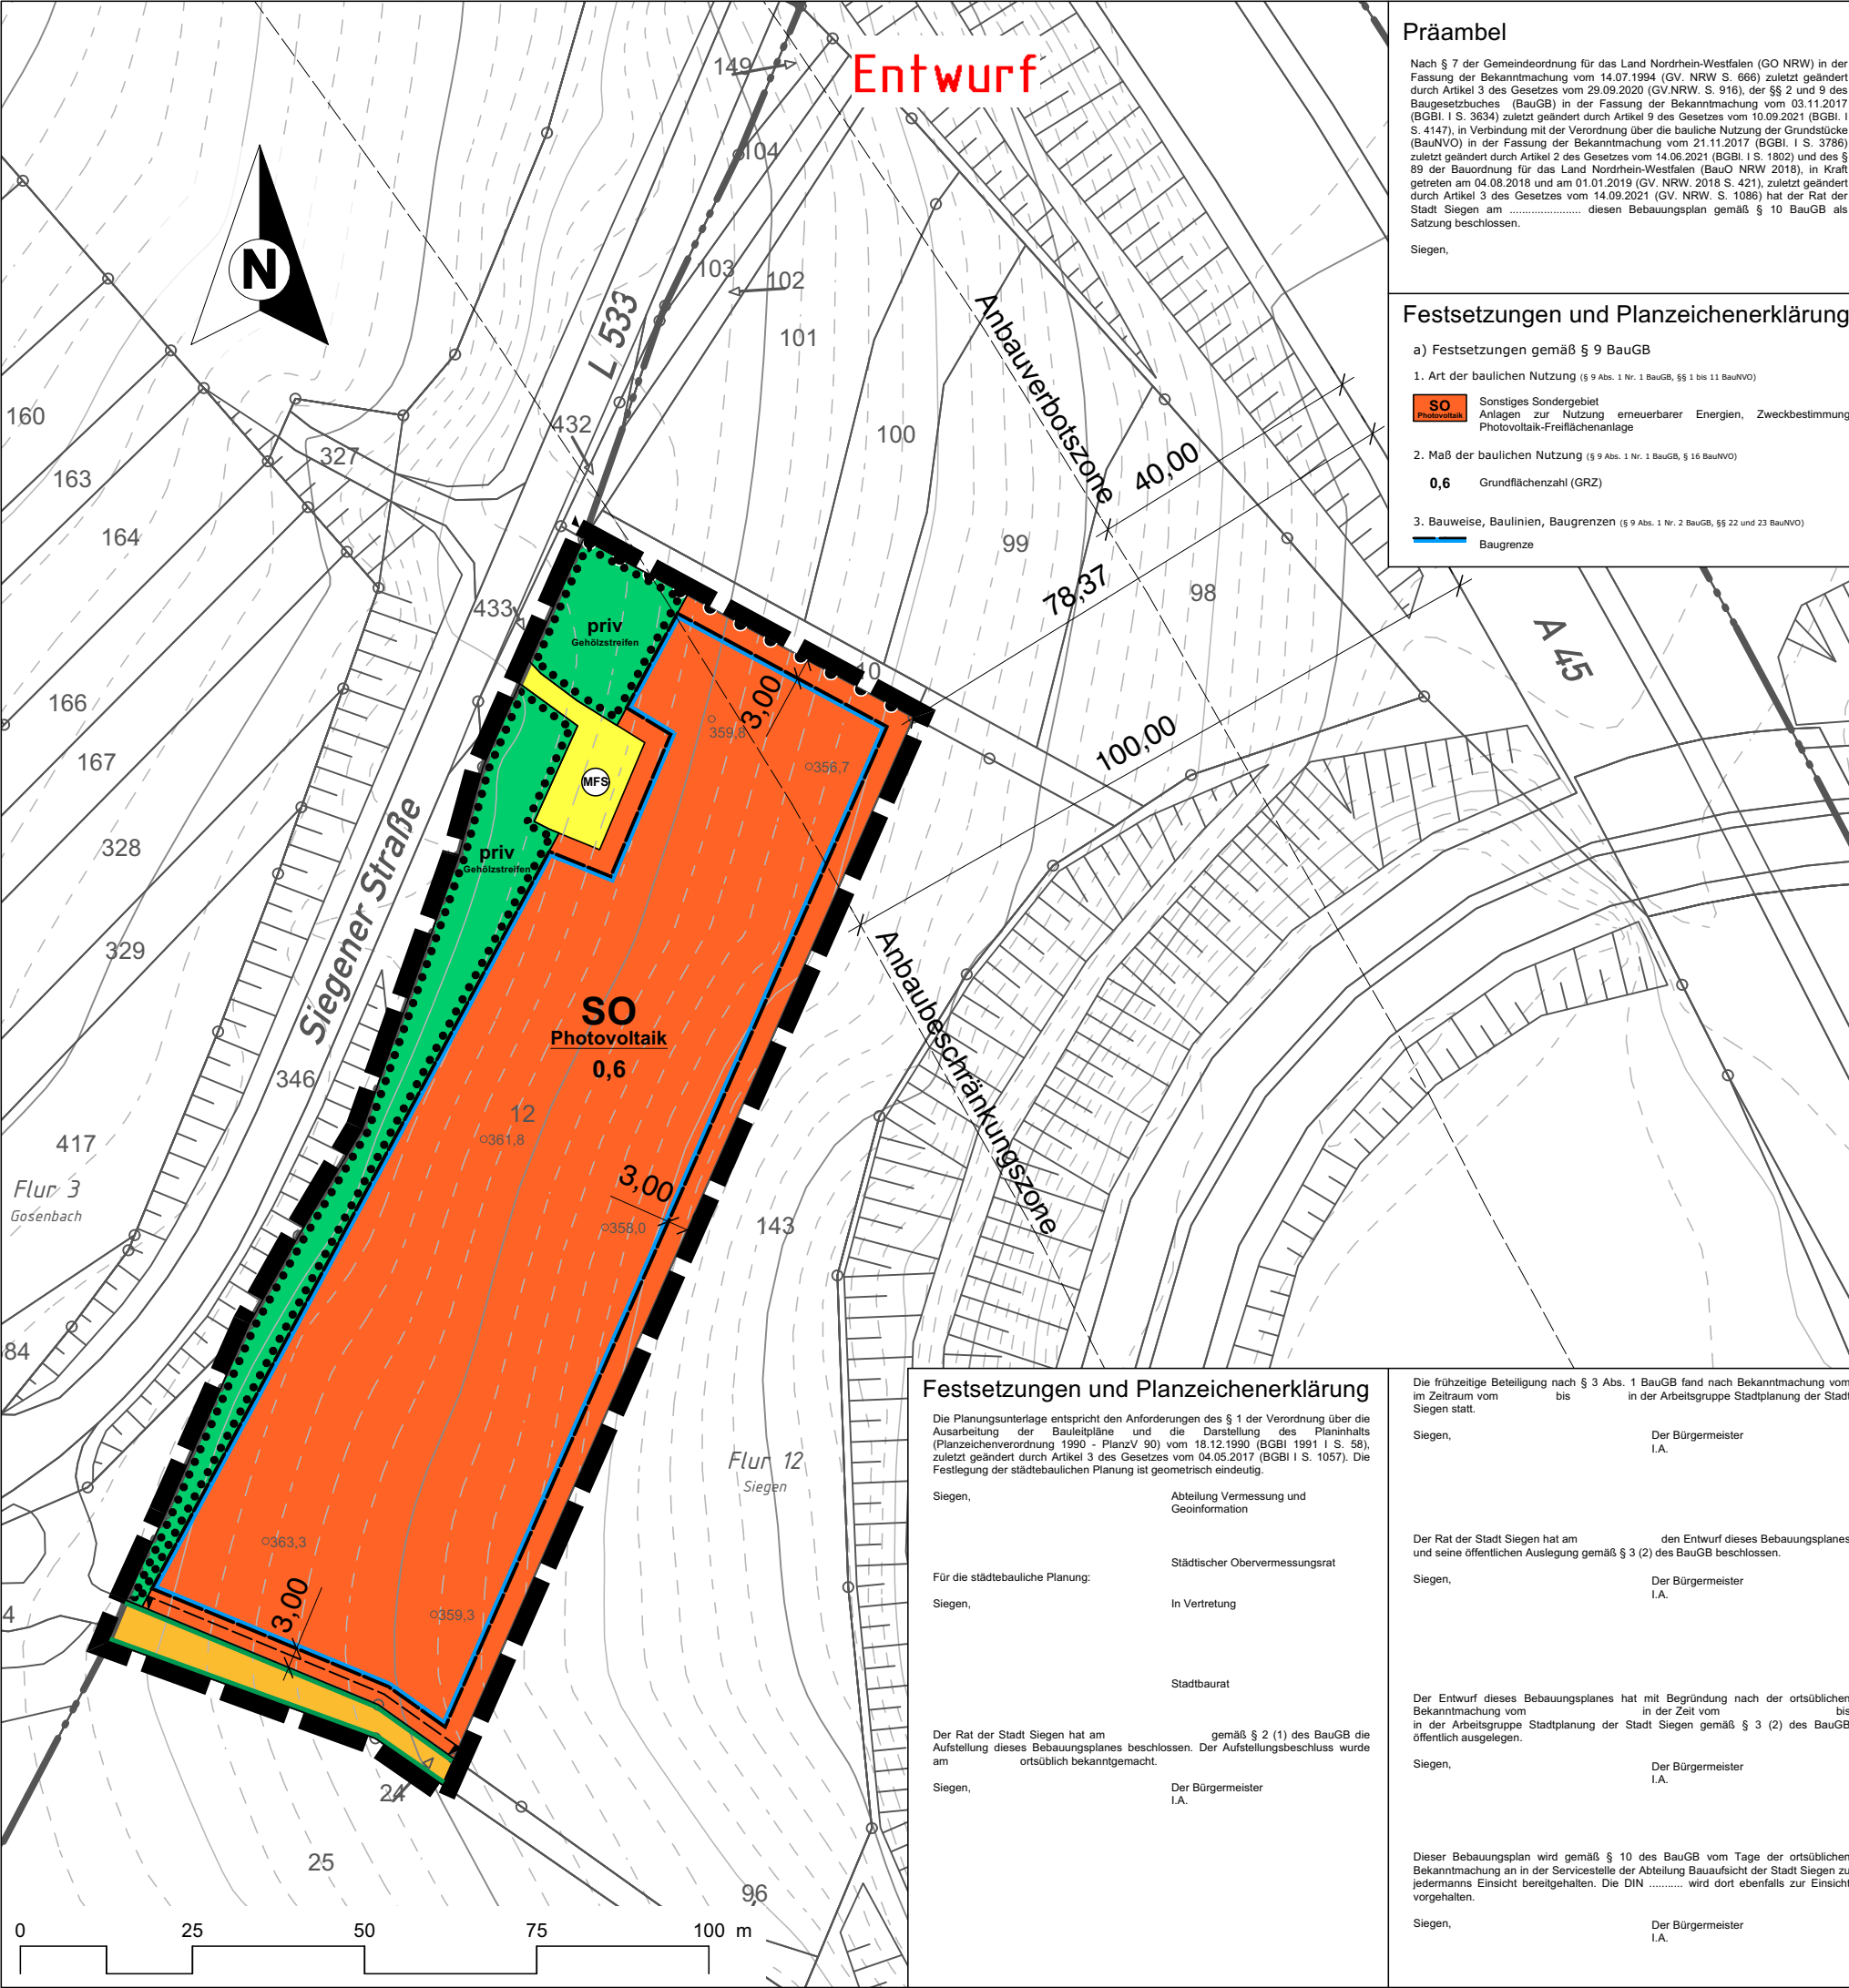 Entwurf
149
104
103
102
101
L 533
N
160
163
164
327
432
433
100
99
98
10
Anbauverbotszone
40,00
78,37
100,00
A 45
166
167
328
329
417
346
Siegener Straße
priv
Gehölzstreifen
MFS
priv
Gehölzstreifen
3,00
359,8
356,7
SO
Photovoltaik
0,6
12
361,8
3,00
358,0
143
Anbaubeschränkungszone
Flur 3
Gosenbach
84
4
363,3
3,00
359,3
Flur 12
Siegen
24
25
96
0 25 50 75 100 m
Präambel
Nach § 7 der Gemeindeordnung für das Land Nordrhein-Westfalen (GO NRW) in der
Fassung der Bekanntmachung vom 14.07.1994 (GV. NRW S. 666) zuletzt geändert
durch Artikel 3 des Gesetzes vom 29.09.2020 (GV.NRW. S. 916), der §§ 2 und 9 des
Baugesetzbuches (BauGB) in der Fassung der Bekanntmachung vom 03.11.2017
(BGBl. I S. 3634) zuletzt geändert durch Artikel 9 des Gesetzes vom 10.09.2021 (BGBl. I
S. 4147), in Verbindung mit der Verordnung über die bauliche Nutzung der Grundstücke
(BauNVO) in der Fassung der Bekanntmachung vom 21.11.2017 (BGBl. I S. 3786)
zuletzt geändert durch Artikel 2 des Gesetzes vom 14.06.2021 (BGBl. I S. 1802) und des §
89 der Bauordnung für das Land Nordrhein-Westfalen (BauO NRW 2018), in Kraft
getreten am 04.08.2018 und am 01.01.2019 (GV. NRW. 2018 S. 421), zuletzt geändert
durch Artikel 3 des Gesetzes vom 14.09.2021 (GV. NRW. S. 1086) hat der Rat der
Stadt Siegen am ....................... diesen Bebauungsplan gemäß § 10 BauGB als
Satzung beschlossen.
Siegen,
Festsetzungen und Planzeichenerklärung
a) Festsetzungen gemäß § 9 BauGB
1. Art der baulichen Nutzung (§ 9 Abs. 1 Nr. 1 BauGB, §§ 1 bis 11 BauNVO)
SO
Photovoltaik
Sonstiges Sondergebiet
Anlagen zur Nutzung erneuerbarer Energien, Zweckbestimmung
Photovoltaik-Freiflächenanlage
2. Maß der baulichen Nutzung (§ 9 Abs. 1 Nr. 1 BauGB, § 16 BauNVO)
0,6 Grundflächenzahl (GRZ)
3. Bauweise, Baulinien, Baugrenzen (§ 9 Abs. 1 Nr. 2 BauGB, §§ 22 und 23 BauNVO)
Baugrenze
Festsetzungen und Planzeichenerklärung
Die Planungsunterlage entspricht den Anforderungen des § 1 der Verordnung über die
Ausarbeitung der Bauleitpläne und die Darstellung des Planinhalts
(Planzeichenverordnung 1990 - PlanzV 90) vom 18.12.1990 (BGBl 1991 I S. 58),
zuletzt geändert durch Artikel 3 des Gesetzes vom 04.05.2017 (BGBl I S. 1057). Die
Festlegung der städtebaulichen Planung ist geometrisch eindeutig.
Siegen, Abteilung Vermessung und
Geoinformation
Städtischer Obervermessungsrat
Für die städtebauliche Planung:
Siegen, In Vertretung
Stadtbaurat
Der Rat der Stadt Siegen hat am gemäß § 2 (1) des BauGB die
Aufstellung dieses Bebauungsplanes beschlossen. Der Aufstellungsbeschluss wurde
am ortsüblich bekanntgemacht.
Siegen, Der Bürgermeister
I.A.
Die frühzeitige Beteiligung nach § 3 Abs. 1 BauGB fand nach Bekanntmachung vom
im Zeitraum vom bis in der Arbeitsgruppe Stadtplanung der Stadt
Siegen statt.
Siegen, Der Bürgermeister
I.A.
Der Rat der Stadt Siegen hat am den Entwurf dieses Bebauungsplanes
und seine öffentlichen Auslegung gemäß § 3 (2) des BauGB beschlossen.
Siegen, Der Bürgermeister
I.A.
Der Entwurf dieses Bebauungsplanes hat mit Begründung nach der ortsüblichen
Bekanntmachung vom in der Zeit vom bis
in der Arbeitsgruppe Stadtplanung der Stadt Siegen gemäß § 3 (2) des BauGB
öffentlich ausgelegen.
Siegen, Der Bürgermeister
I.A.
Dieser Bebauungsplan wird gemäß § 10 des BauGB vom Tage der ortsüblichen
Bekanntmachung an in der Servicestelle der Abteilung Bauaufsicht der Stadt Siegen zu
jedermanns Einsicht bereitgehalten. Die DIN ........... wird dort ebenfalls zur Einsicht
vorgehalten.
Siegen, Der Bürgermeister
I.A.